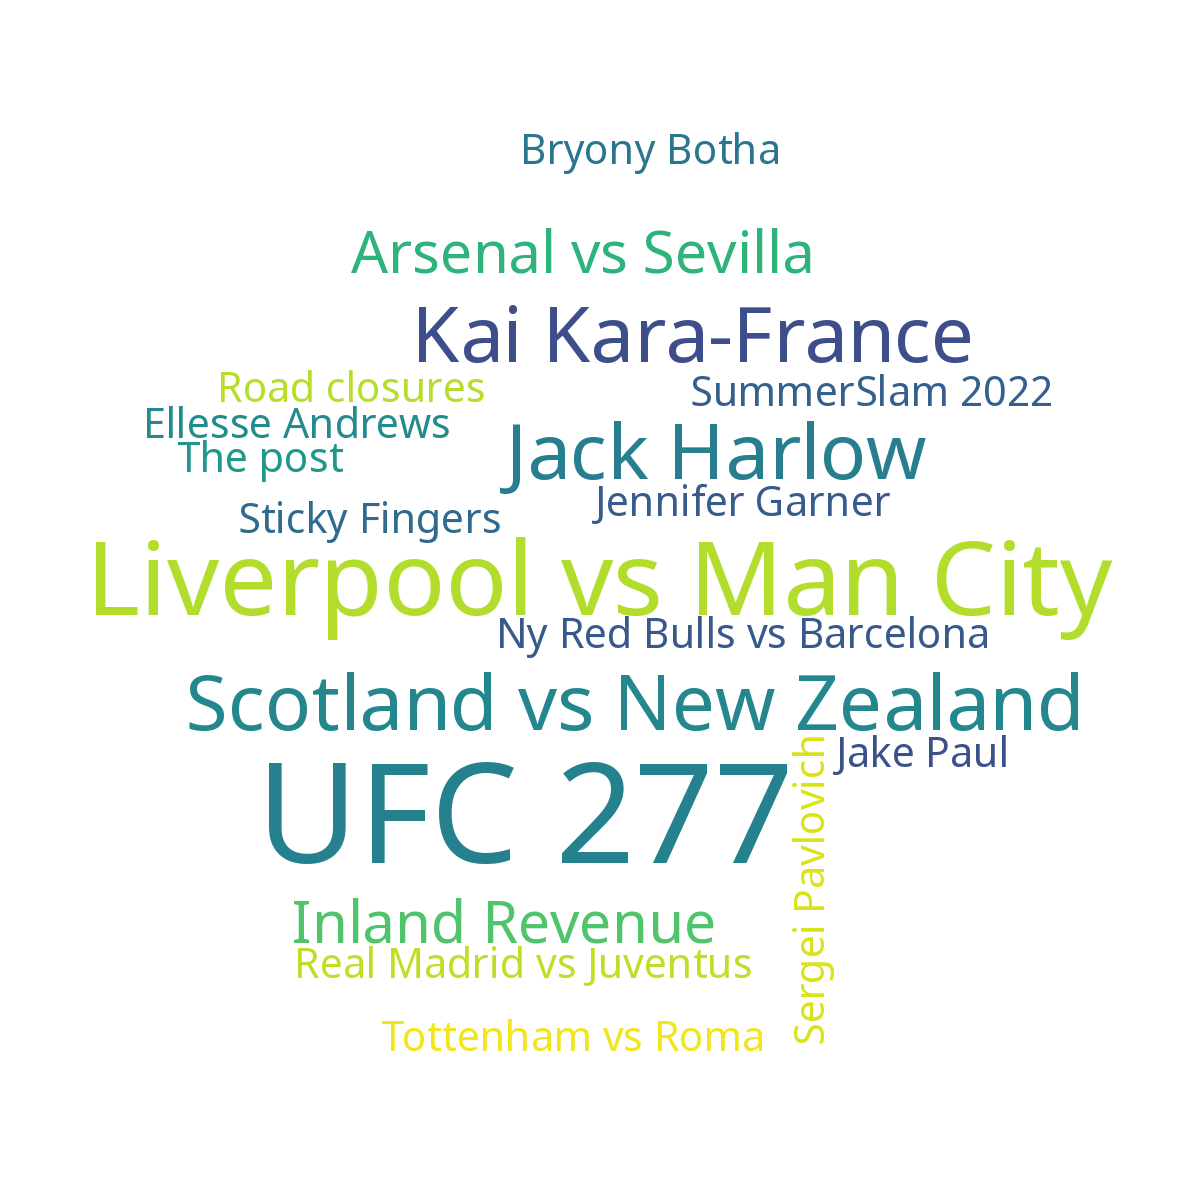 Bryony Botha
Arsenal vs Sevilla
Kai Kara-France
Road closures
SummerSlam 2022
Ellesse Andrews
Jack Harlow
The post
Jennifer Garner
Sticky Fingers
Liverpool vs Man City
Ny Red Bulls vs Barcelona
Scotland vs New Zealand
Jake Paul
UFC 277
Sergei Pavlovich
Inland Revenue
Real Madrid vs Juventus
Tottenham vs Roma